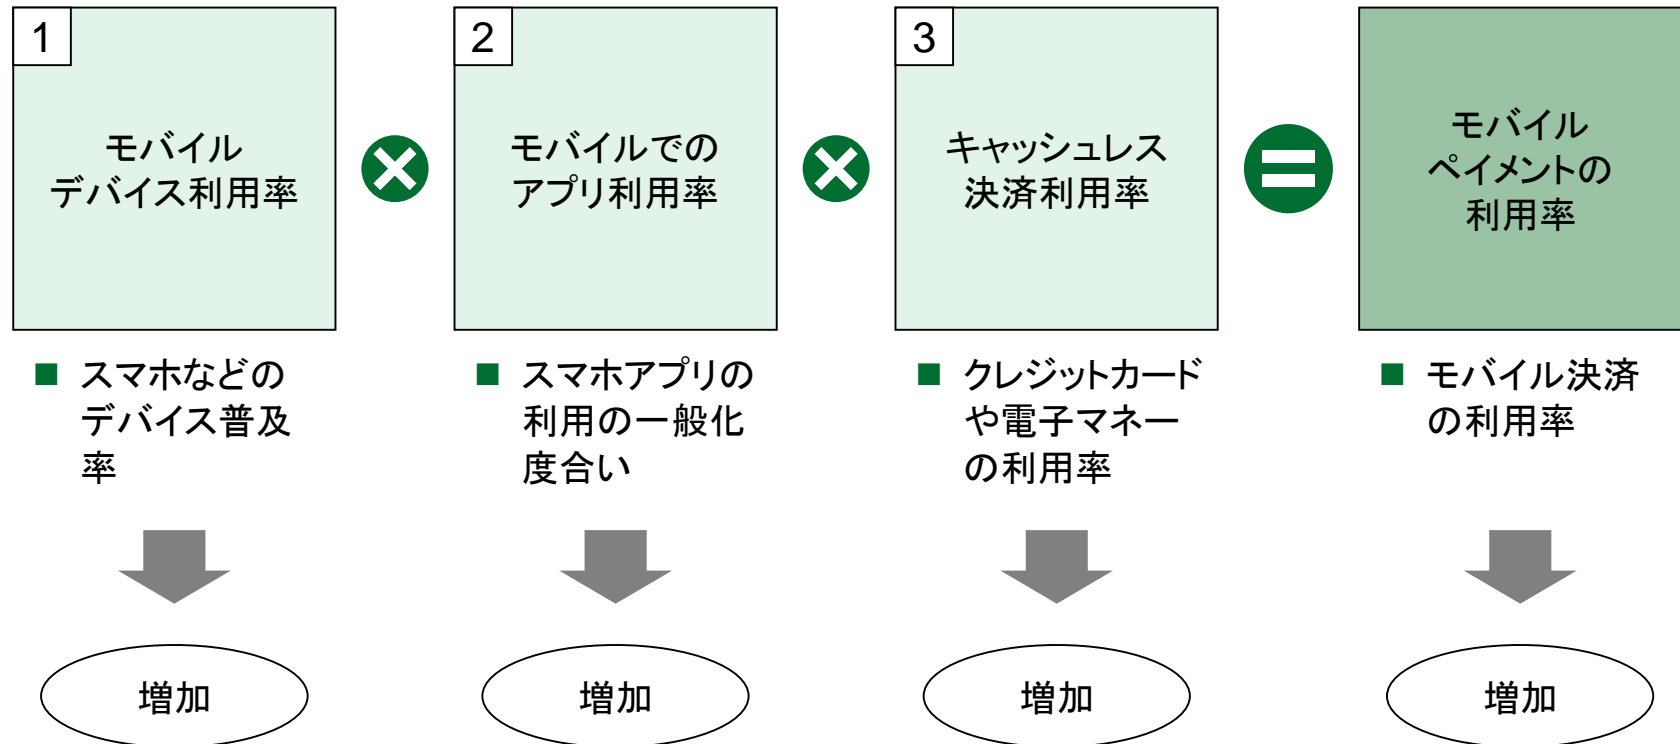 1
モバイル
デバイス利用率
2
モバイルでの
アプリ利用率
3
キャッシュレス
決済利用率
モバイル
ペイメントの
利用率
■ スマホなどの
デバイス普及
率
■ スマホアプリの
利用の一般化
度合い
■ クレジットカード
や電子マネー
の利用率
■ モバイル決済
の利用率
増加
増加
増加
増加